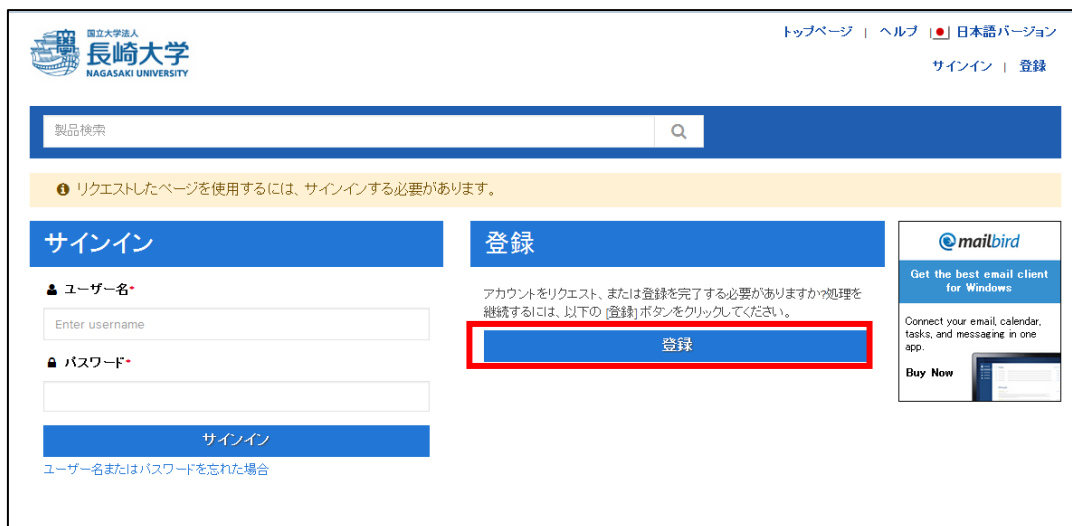 国立大学法人
長崎大学
NAGASAKI UNIVERSITY
トップページ | ヘルプ | 日本語バージョン
サインイン | 登録
製品検索
リクエストしたページを使用するには、サインインする必要があります。
サインイン
ユーザー名*
Enter username
パスワード*
サインイン
ユーザー名またはパスワードを忘れた場合
登録
アカウントをリクエスト、または登録を完了する必要がありますか?処理を
継続するには、以下の [登録] ボタンをクリックしてください。
登録
mailbird
Get the best email client
for Windows
Connect your email, calendar,
tasks, and messaging in one
app.
Buy Now